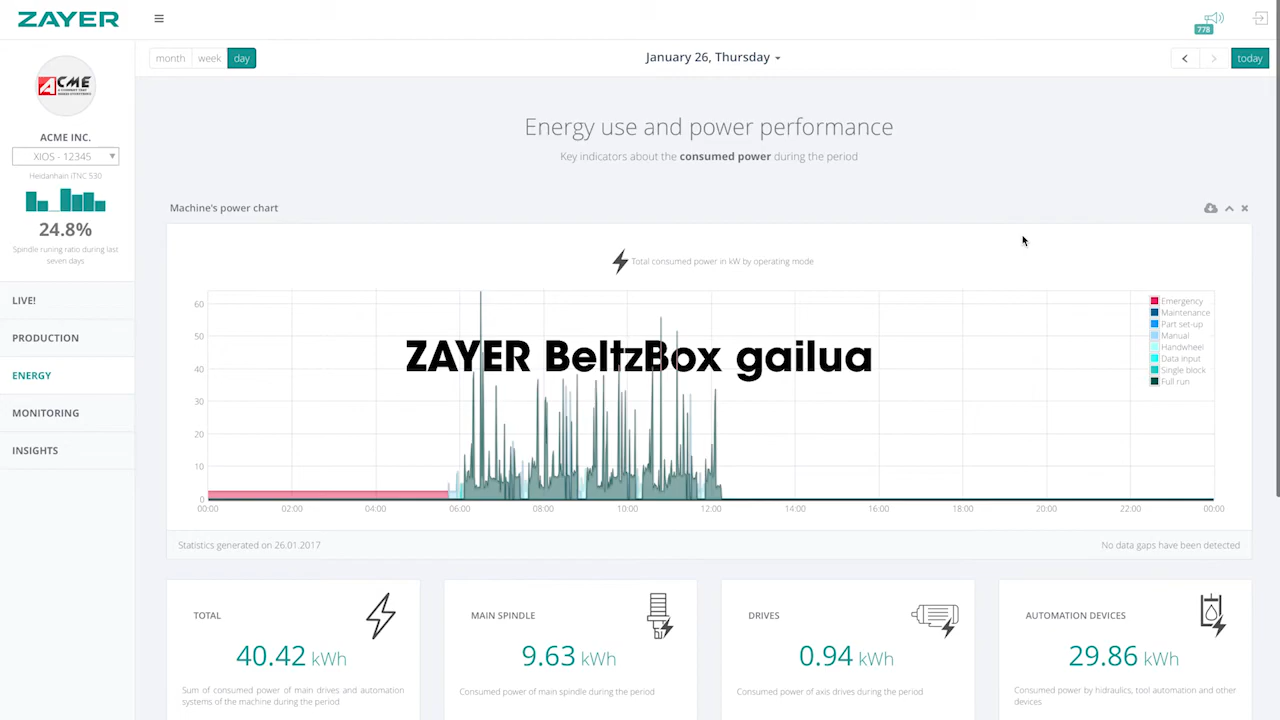 ZAYER
778
month week day
January 26, Thursday
today
ACME
ACME INC.
XIOS - 12345
Heidanhain iTNC 530
24.8%
Spindle runing ratio during last
seven days
LIVE!
PRODUCTION
ENERGY
MONITORING
INSIGHTS
Energy use and power performance
Key indicators about the consumed power during the period
Machine's power chart
Total consumed power in kW by operating mode
60
50
40
30
20
10
0
00:00 02:00 04:00 06:00 08:00 10:00 12:00 14:00 16:00 18:00 20:00 22:00 00:00
Emergency
Maintenance
Part set-up
Manual
Handwheel
Data input
Single block
Full run
ZAYER BeltzBox gailua
Statistics generated on 26.01.2017
No data gaps have been detected
TOTAL
40.42 kWh
Sum of consumed power of main drives and automation
systems of the machine during the period
MAIN SPINDLE
9.63 kWh
Consumed power of main spindle during the period
DRIVES
0.94 kWh
Consumed power of axis drives during the period
AUTOMATION DEVICES
29.86 kWh
Consumed power by hidraulics, tool automation and other
devices